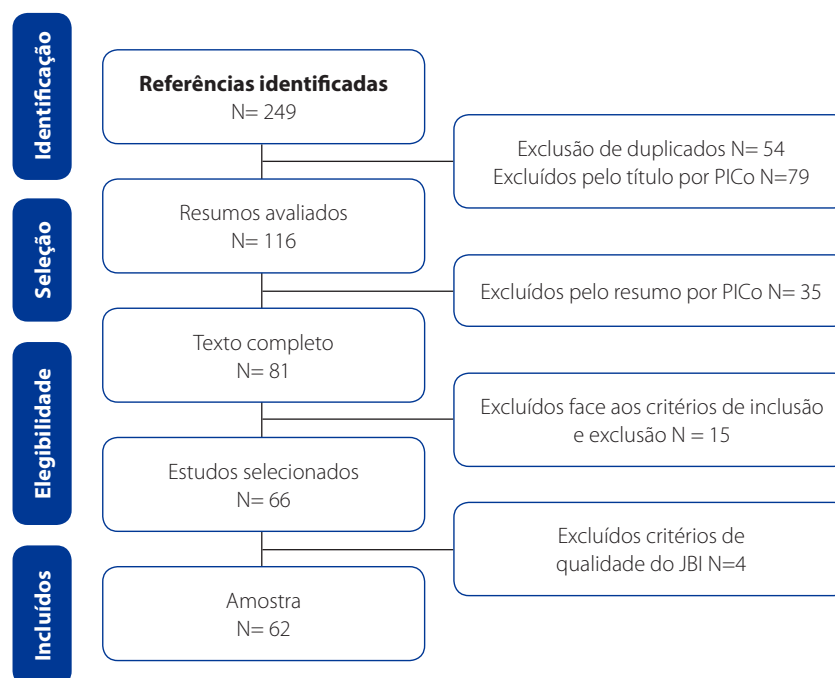 Identificação
Referências identificadas
N= 249
Exclusão de duplicados N= 54
Excluídos pelo título por PICo N=79
Seleção
Resumos avaliados
N= 116
Excluídos pelo resumo por PICo N= 35
Elegibilidade
Texto completo
N= 81
Excluídos face aos critérios de inclusão
e exclusão N = 15
Estudos selecionados
N= 66
Excluídos critérios de
qualidade do JBI N=4
Incluídos
Amostra
N= 62